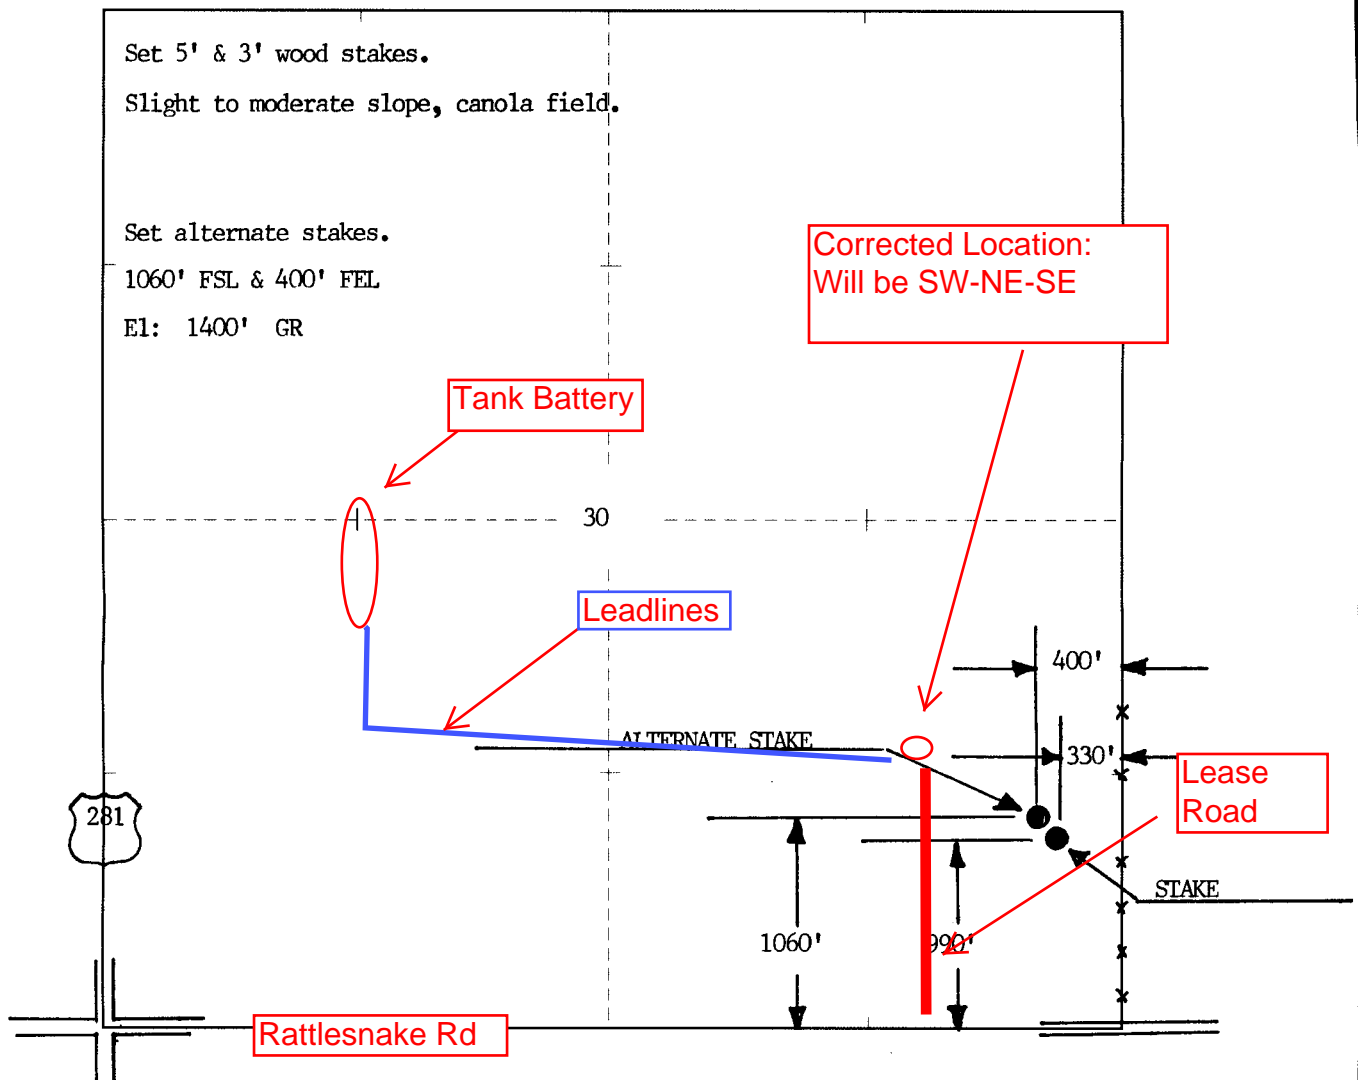 Set 5' & 3' wood stakes.
Slight to moderate slope, canola field.
Set alternate stakes.
1060' FSL & 400' FEL
El: 1400' GR
Corrected Location:
Will be SW-NE-SE
Tank Battery
30
Leadlines
400'
ALTERNATE STAKE
330'
Lease
Road
281
STAKE
1060'
990'
Rattlesnake Rd